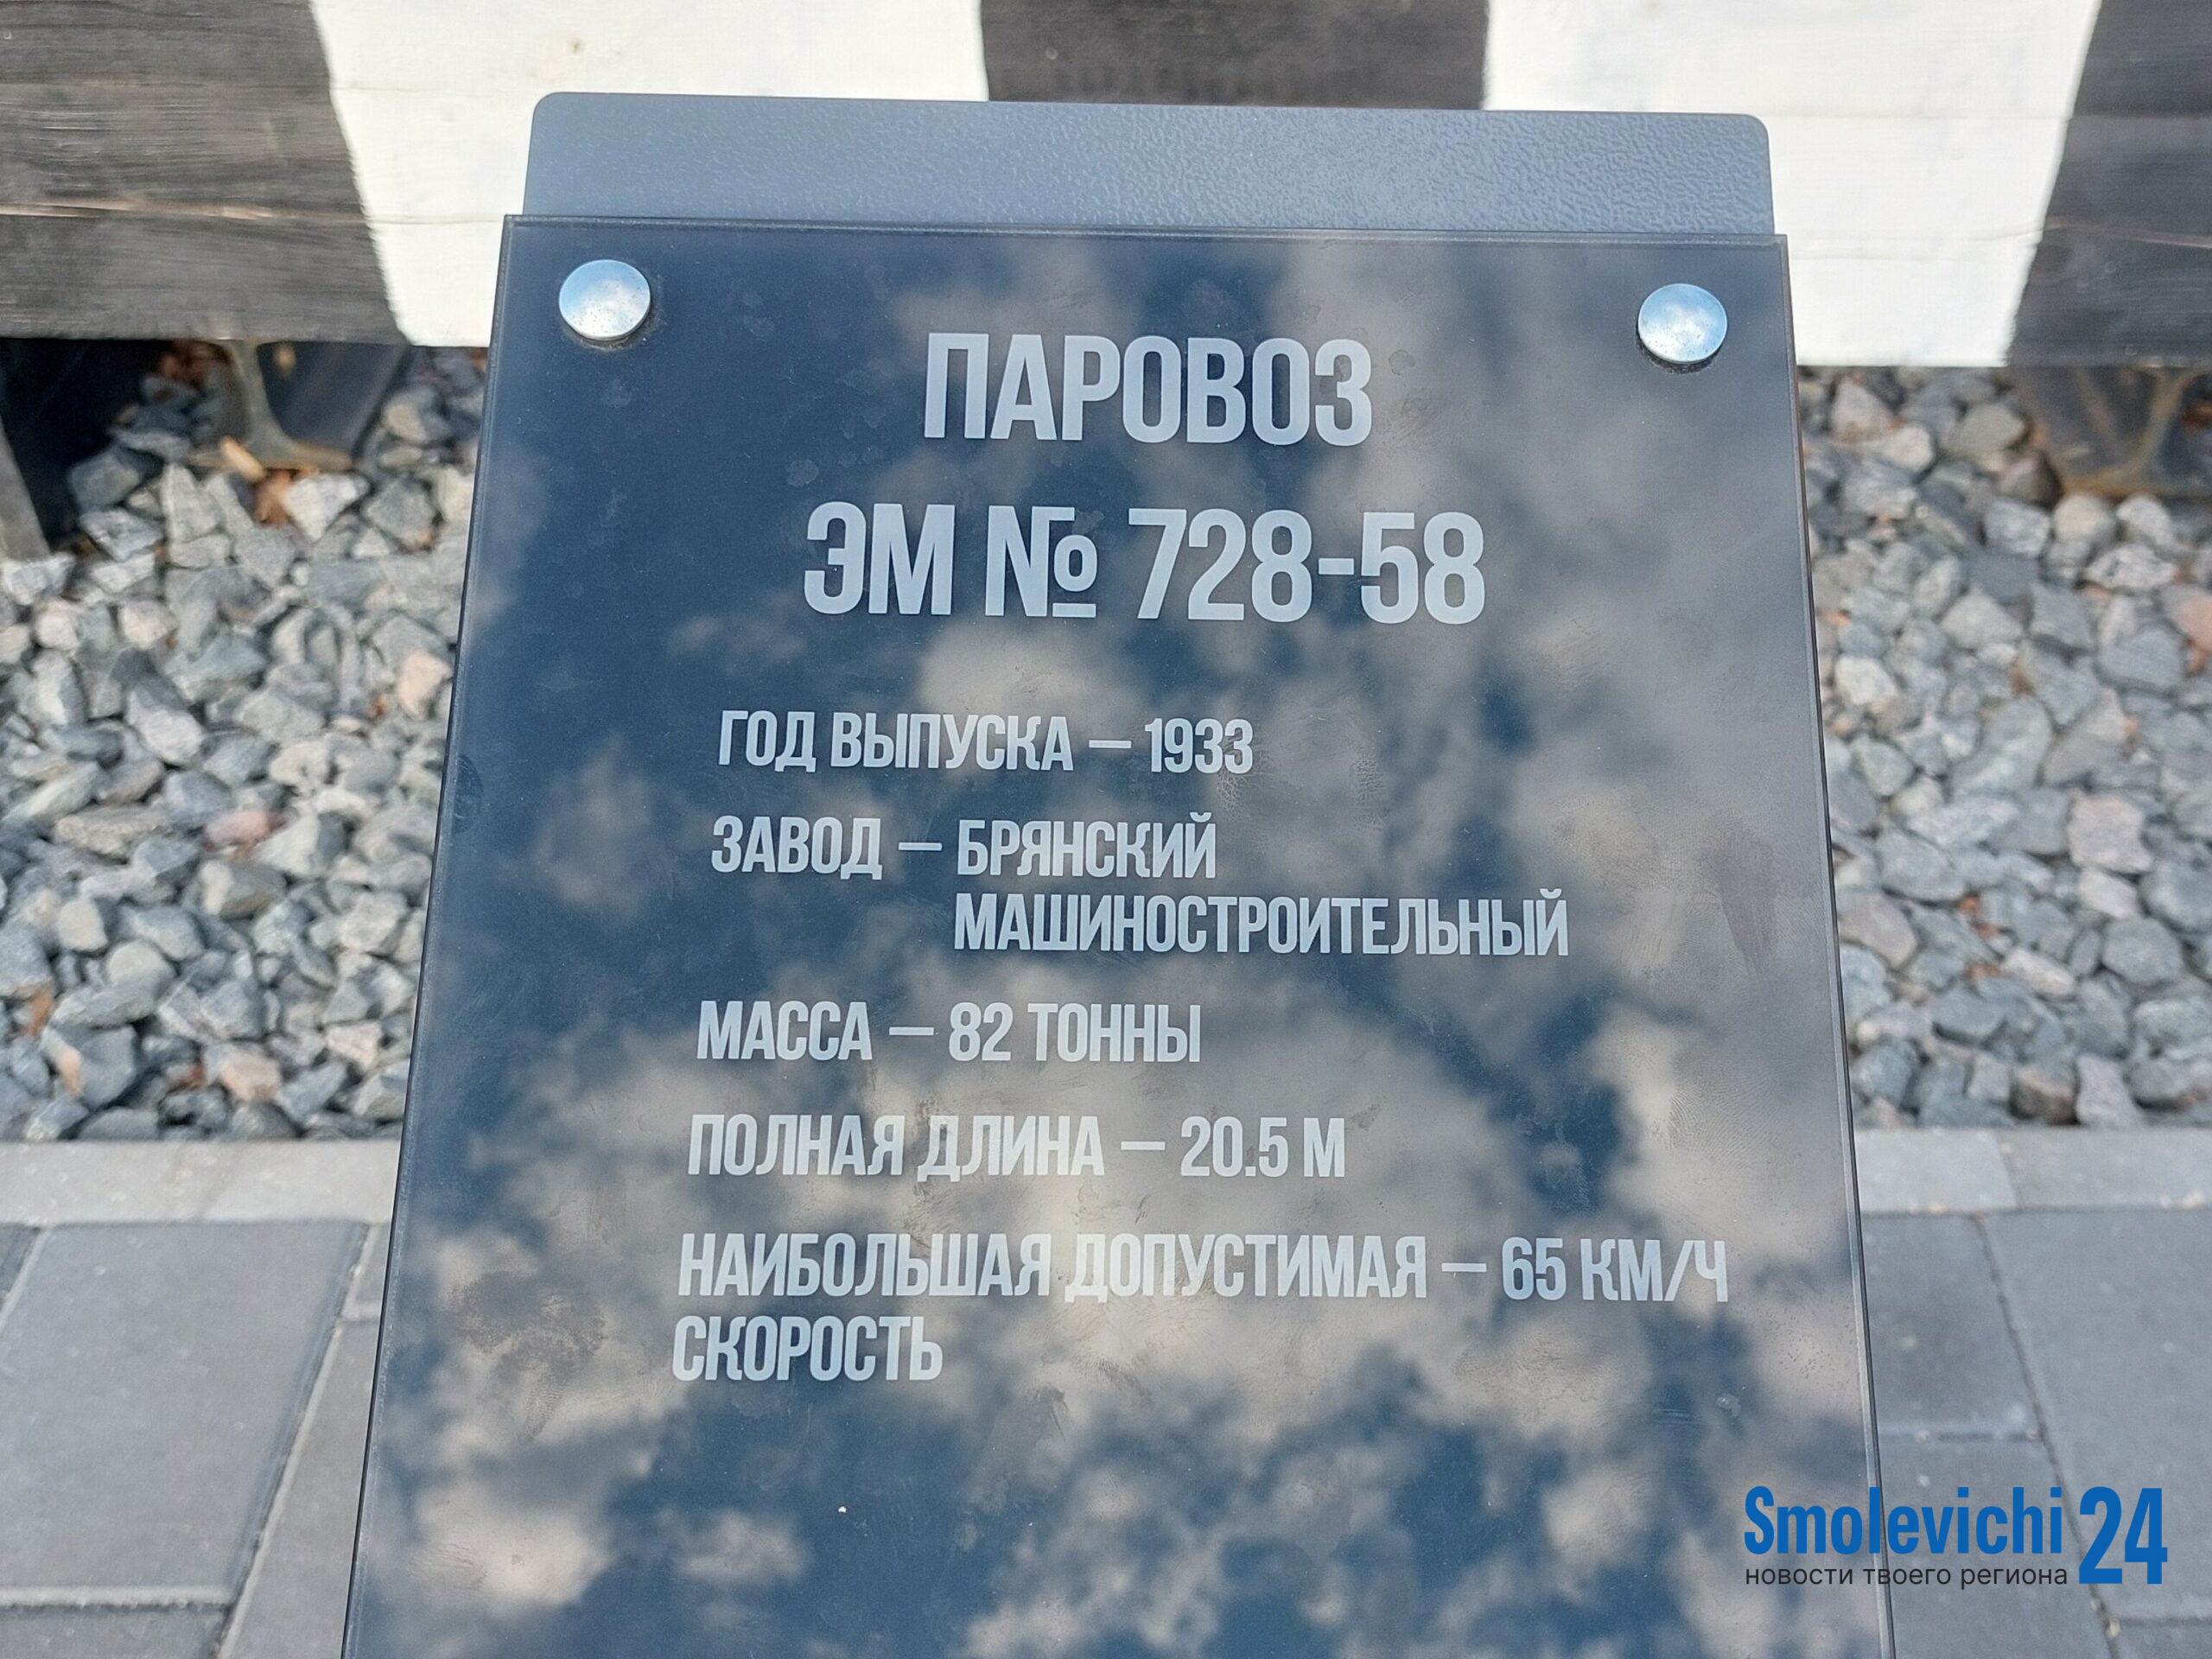 ПАРОВОЗ
ЭМ № 728-58
ГОД ВЫПУСКА – 1933
ЗАВОД – БРЯНСКИЙ
МАШИНОСТРОИТЕЛЬНЫЙ
МАССА – 82 ТОННЫ
ПОЛНАЯ ДЛИНА – 20.5 М
НАИБОЛЬШАЯ ДОПУСТИМАЯ – 65 КМ/Ч
СКОРОСТЬ
Smolevichi 24
новости твоего региона